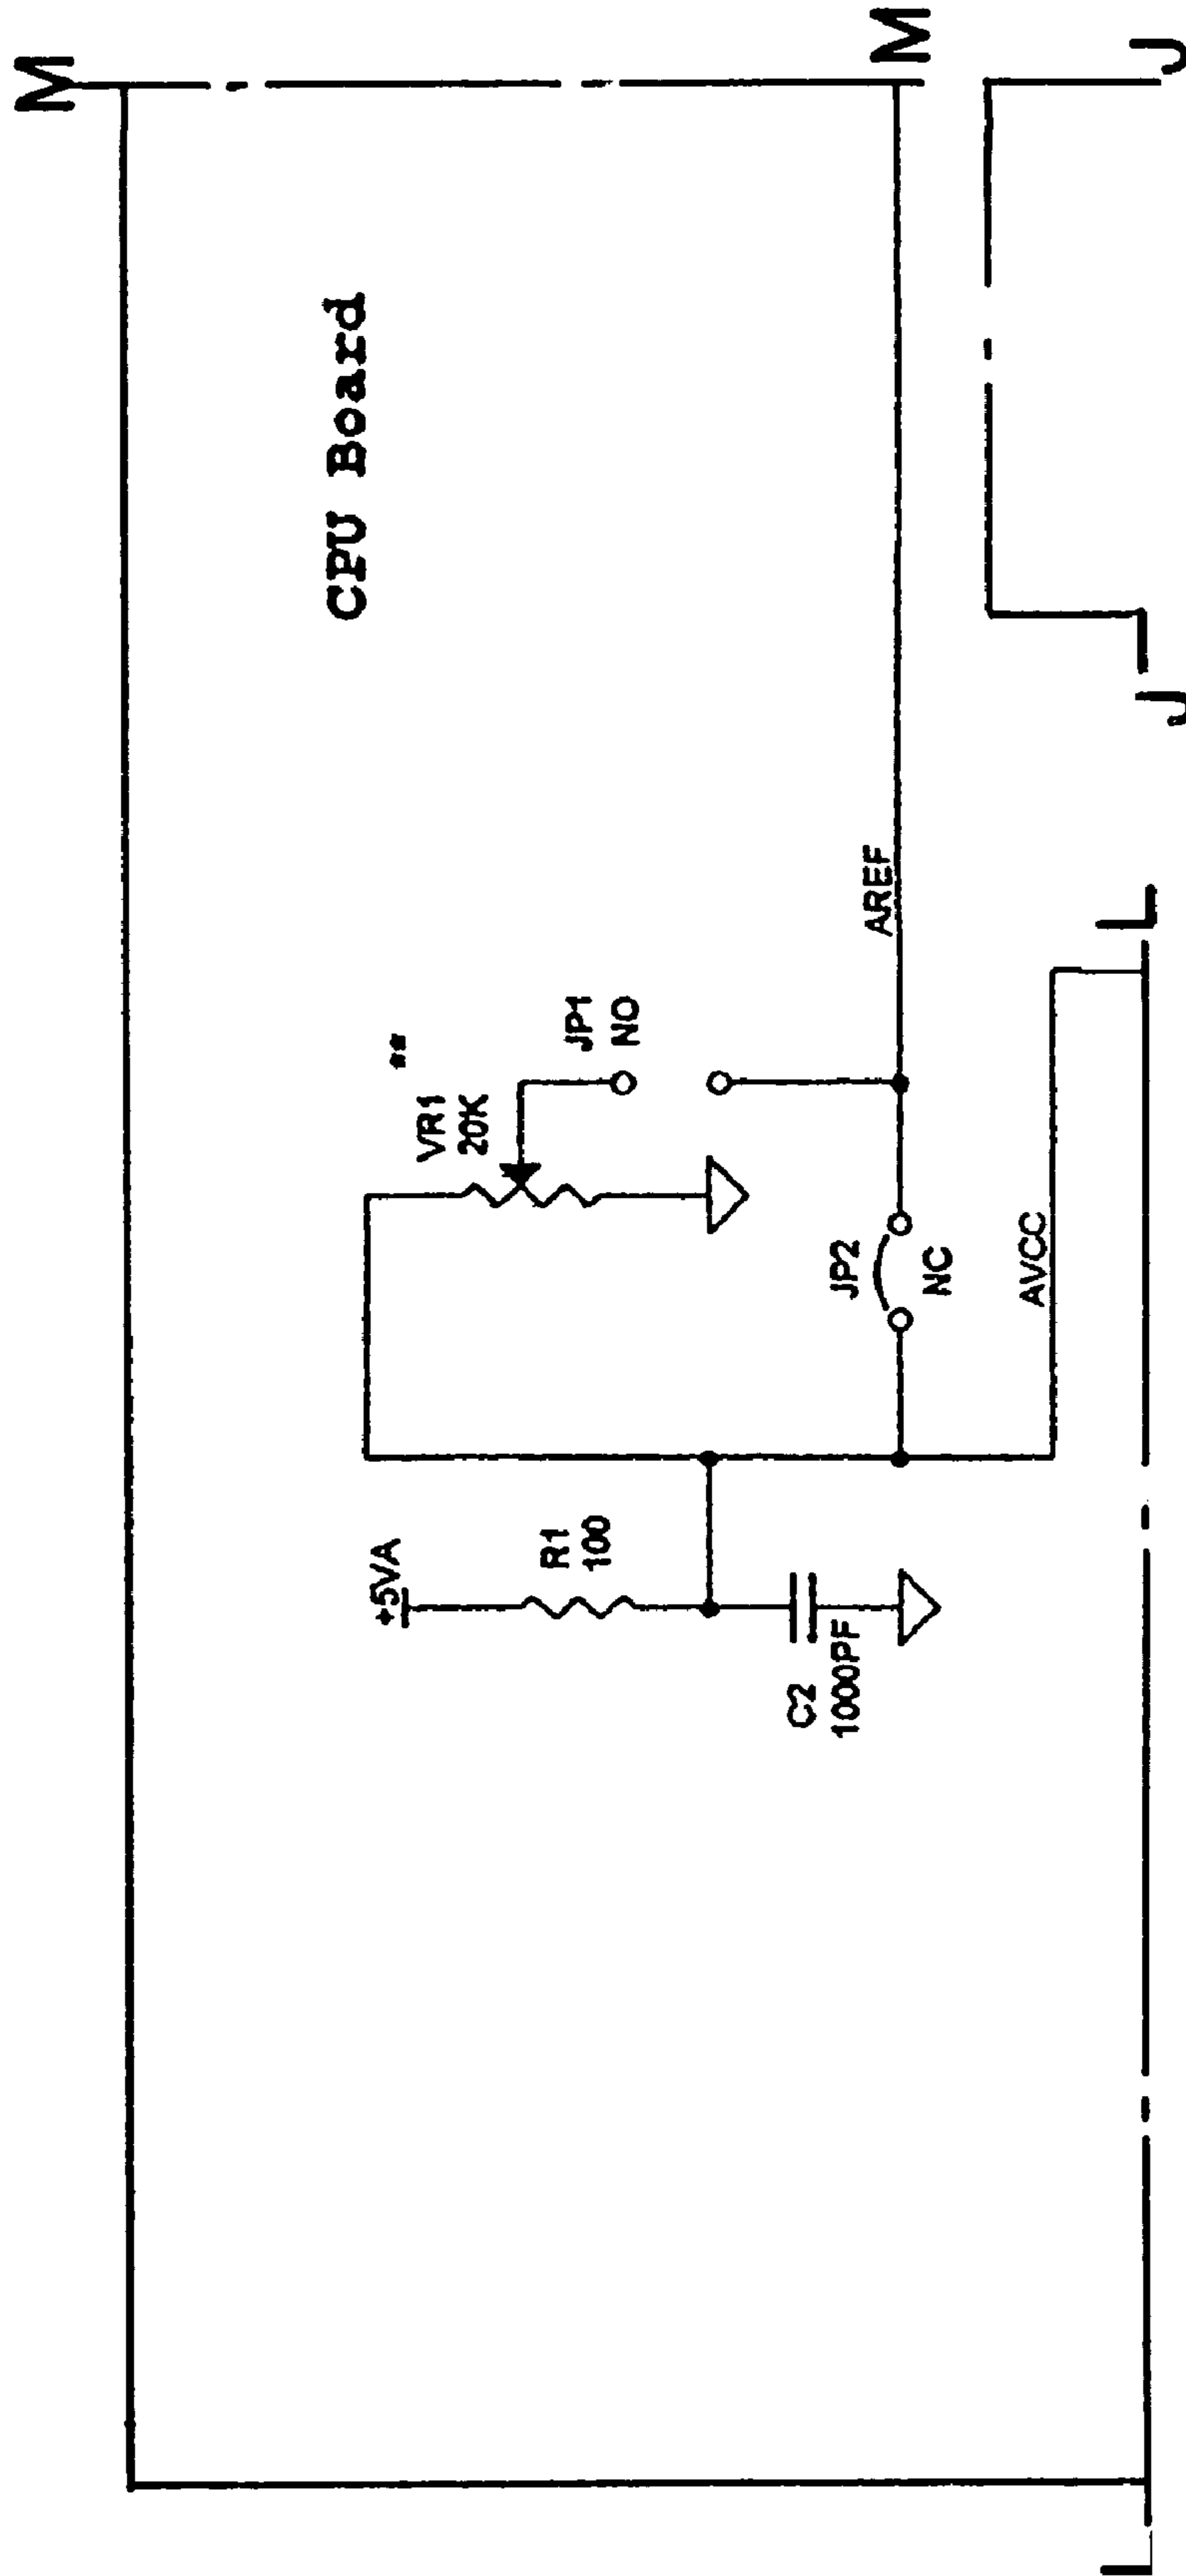 M
M
J
CPU Board
+5VA
R1
100
C2
1000PF
VR1
20K
**
JP1
NO
JP2
NC
AREF
AVCC
J
L
L